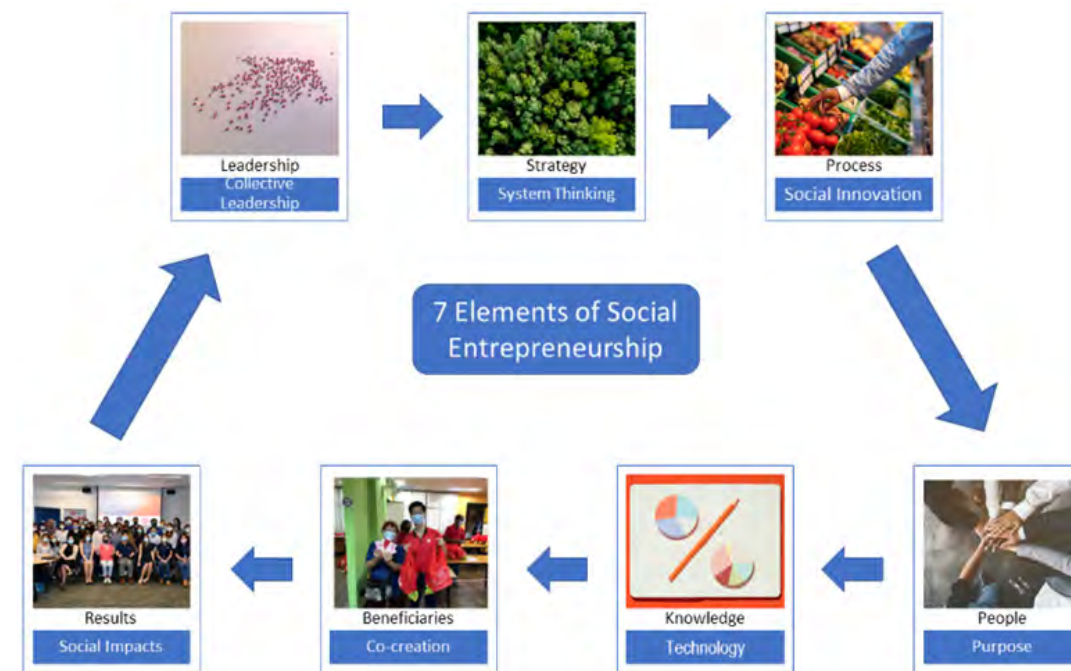 Leadership
Collective
Leadership
Strategy
System Thinking
Process
Social Innovation
7 Elements of Social
Entrepreneurship
Results
Social Impacts
Beneficiaries
Co-creation
Knowledge
Technology
People
Purpose